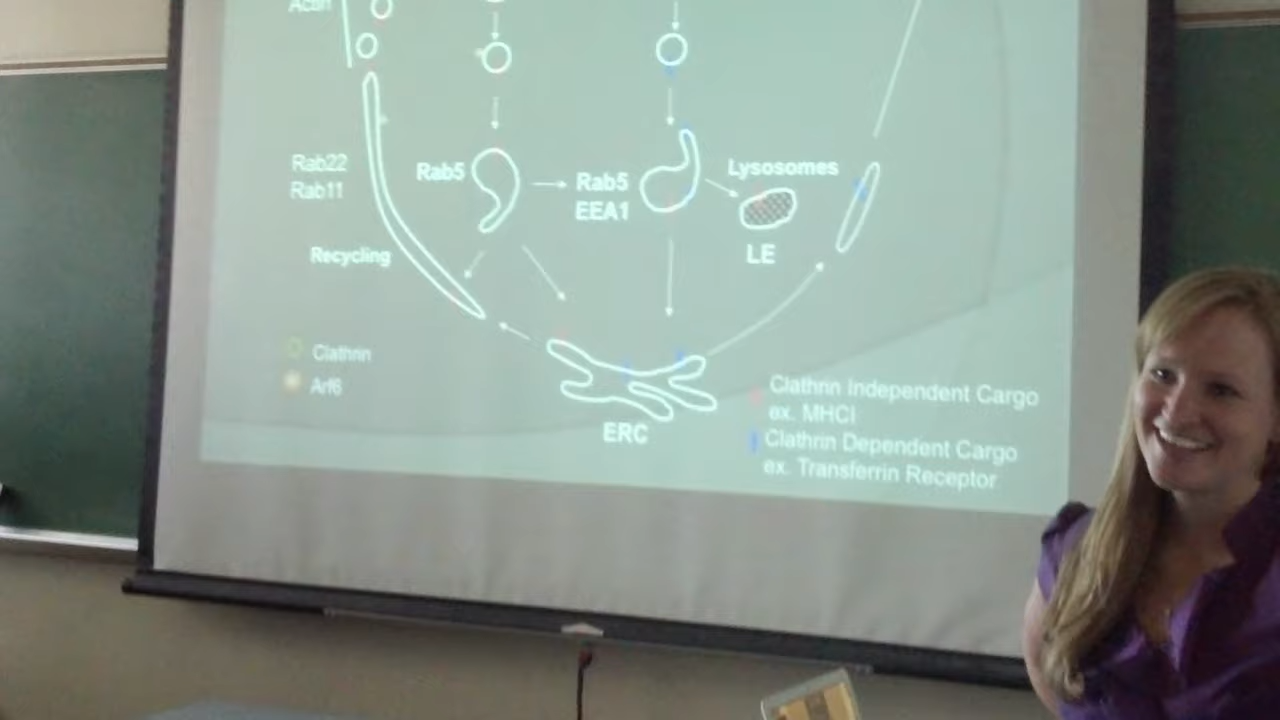 Actin
Rab22
Rab11
Rab5
Rab5
EEA1
Lysosomes
LE
Recycling
Clathrin
Arf6
ERC
Clathrin Independent Cargo
ex. MHCI
Clathrin Dependent Cargo
ex. Transferrin Receptor